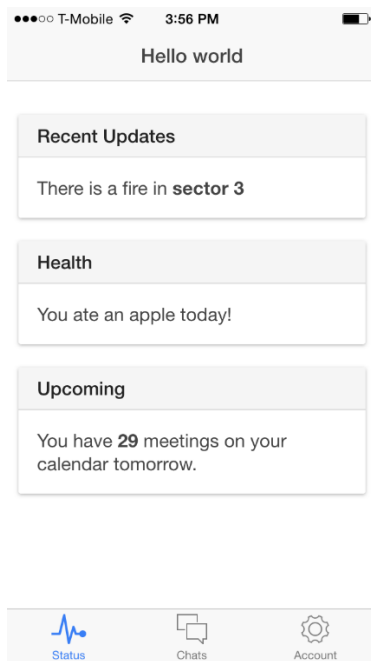 T-Mobile 3:56 PM
Hello world
Recent Updates
There is a fire in sector 3
Health
You ate an apple today!
Upcoming
You have 29 meetings on your
calendar tomorrow.
Status Chats Account